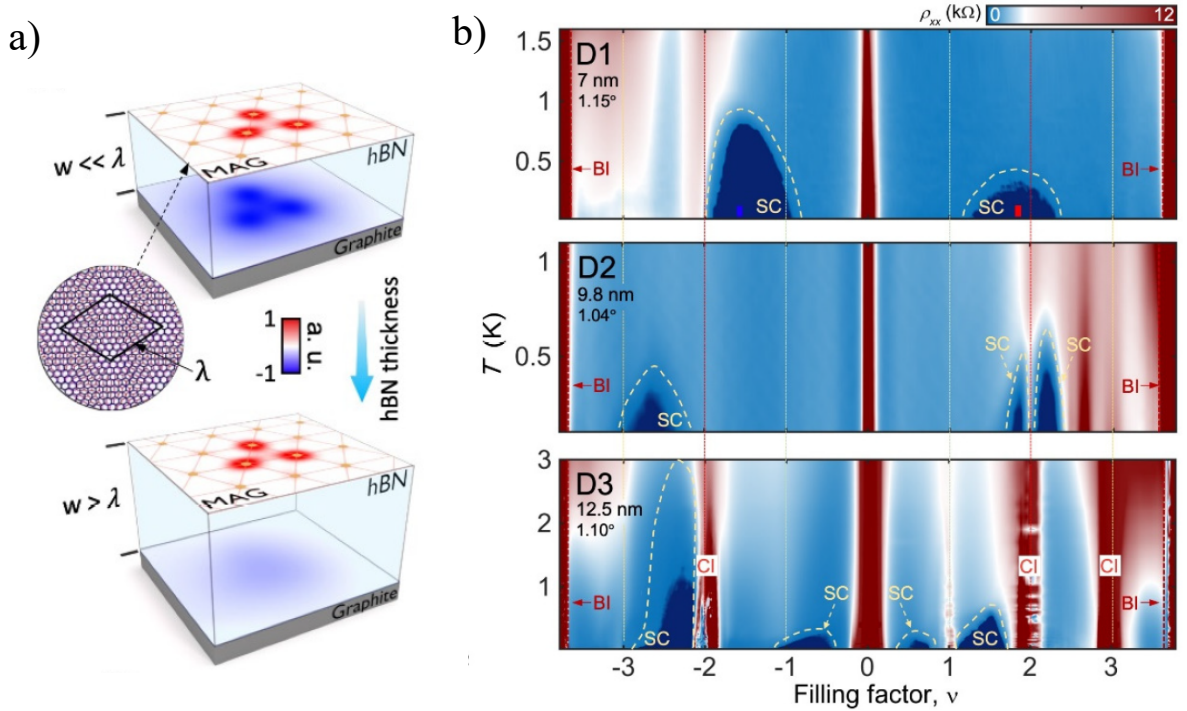 a)
w << λ
MAG
hBN
Graphite
λ
1
a. u.
-1
hBN thickness
w > λ
MAG
hBN
Graphite
b)
ρxx (kΩ)
0
12
D1
7 nm
1.15°
1.5
1
0.5
BI
SC
SC
BI
D2
9.8 nm
1.04°
1
0.5
BI
SC
SC
SC
BI
T (K)
D3
12.5 nm
1.10°
3
2
1
BI
SC
CI
SC
SC
SC
CI
CI
BI
-3 -2 -1 0 1 2 3
Filling factor, ν